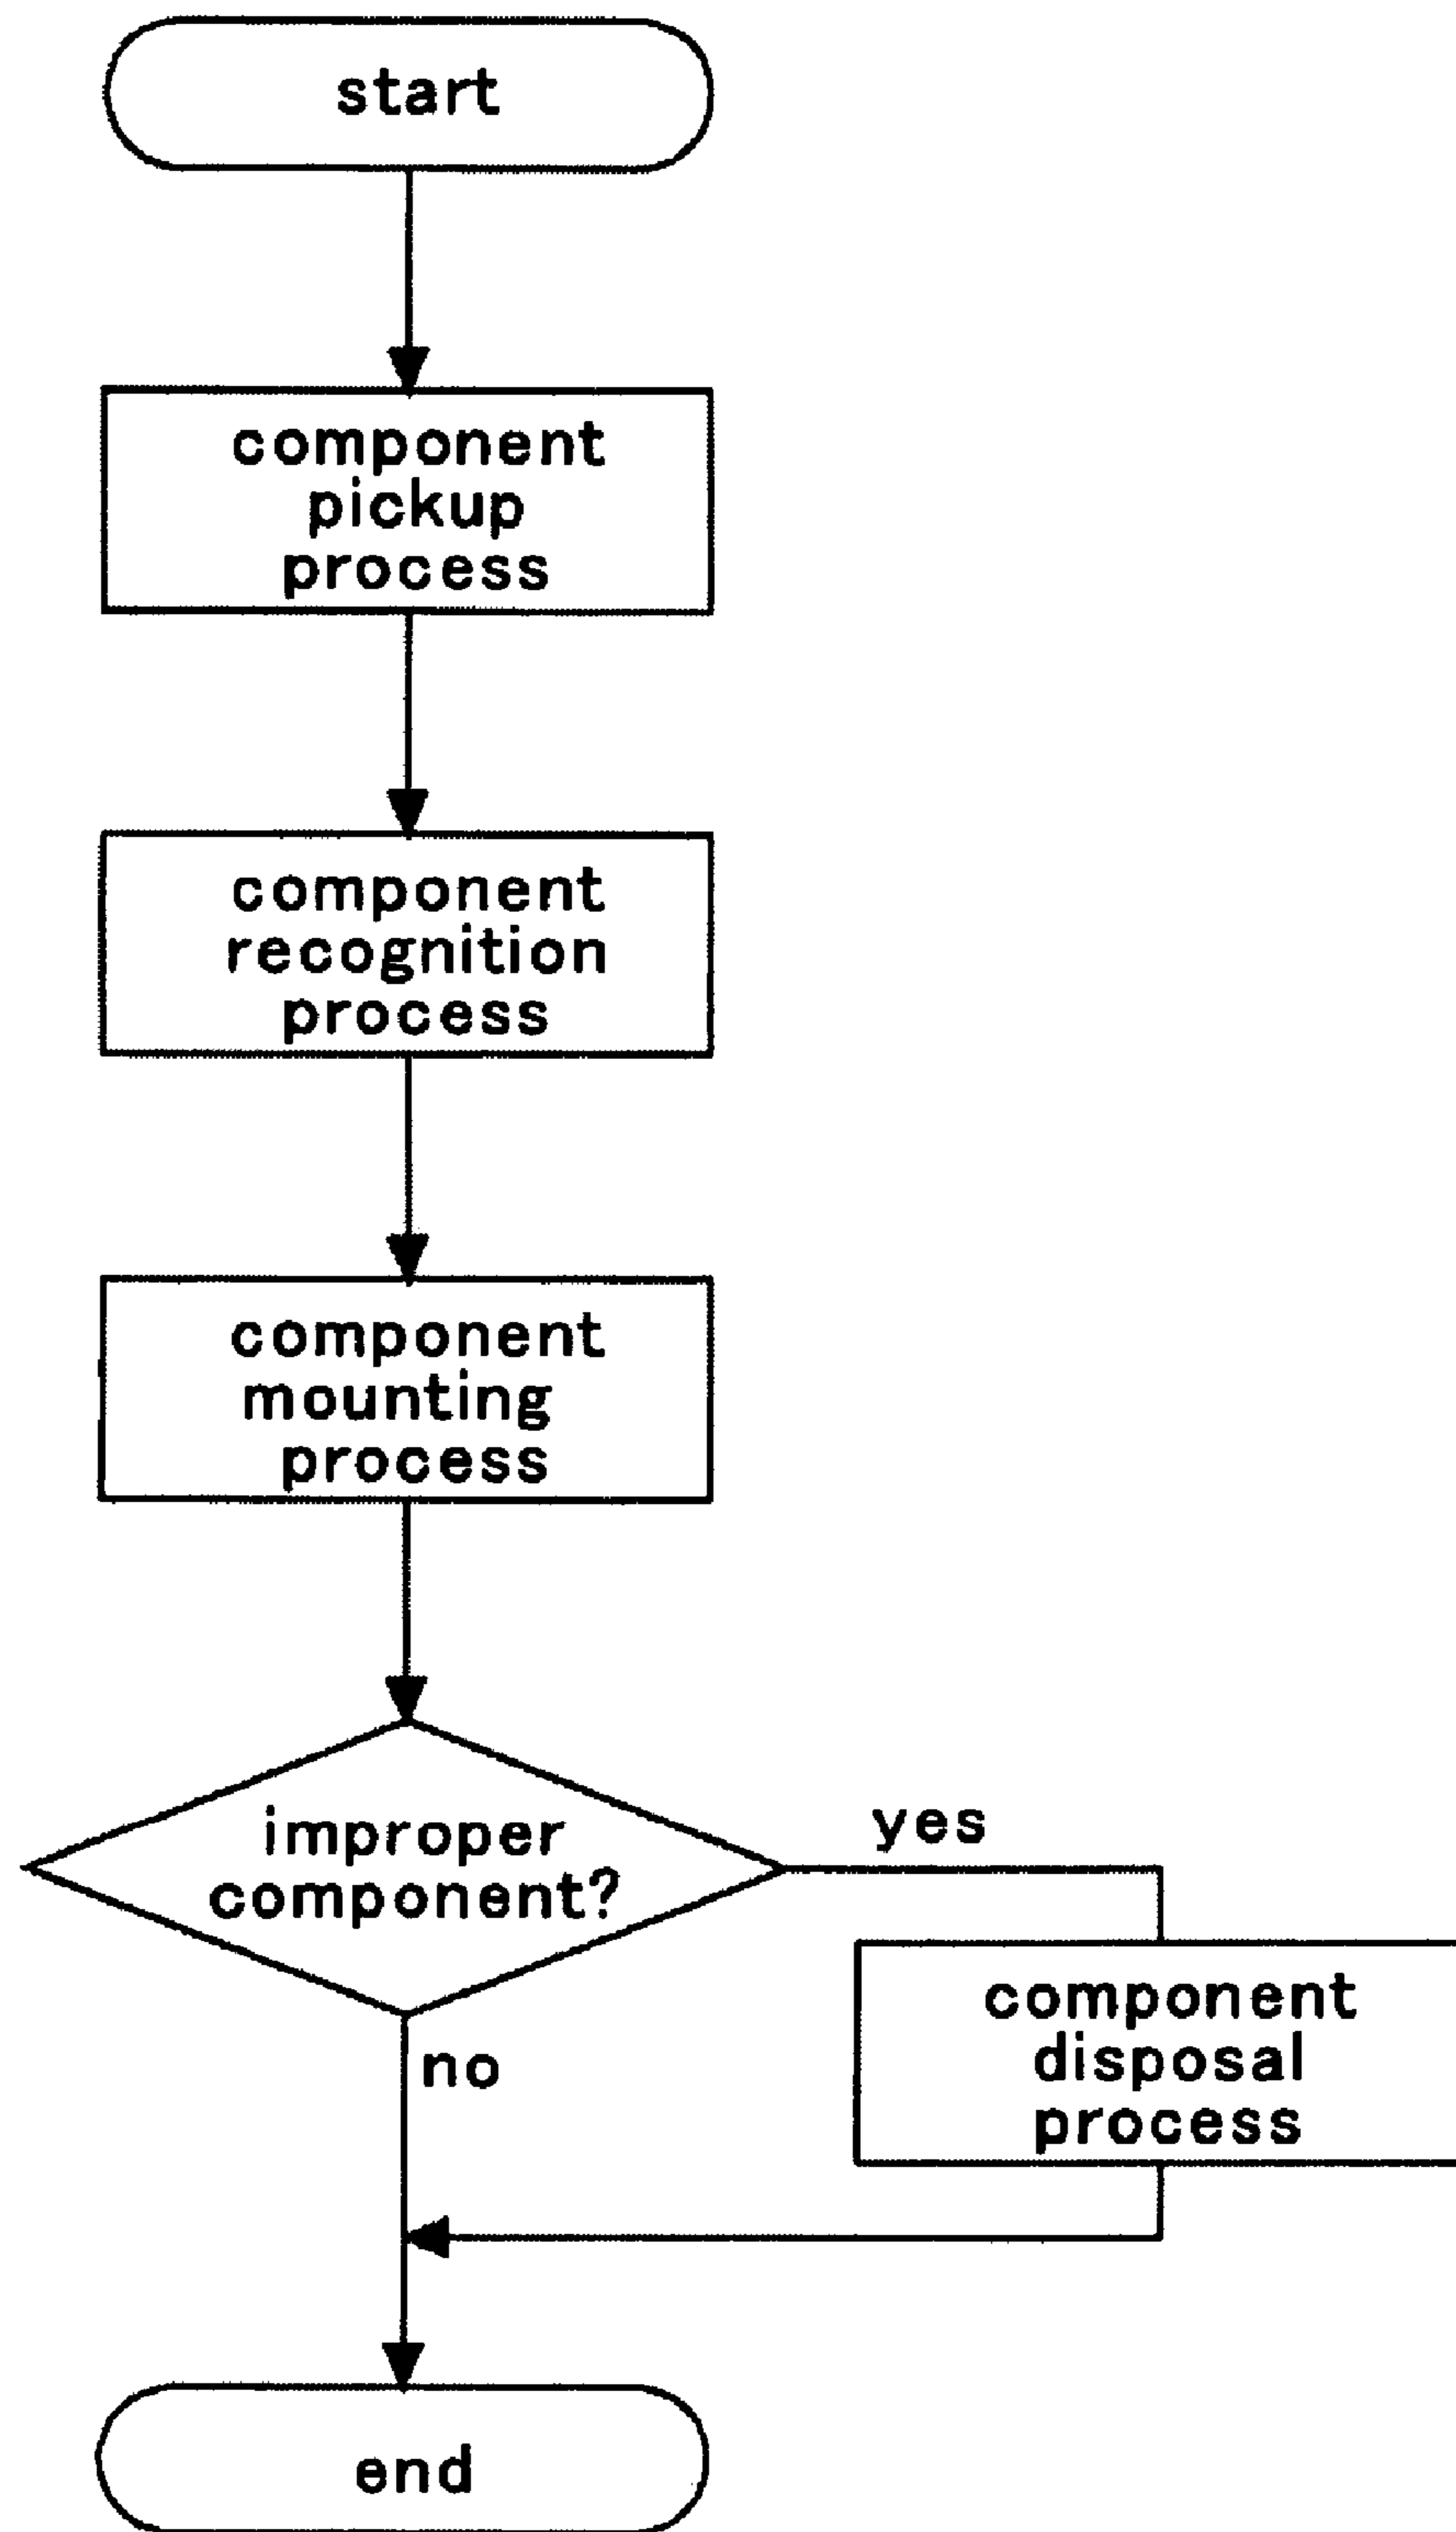 start
component
pickup
process
component
recognition
process
component
mounting
process
improper
component?
yes
no
component
disposal
process
end